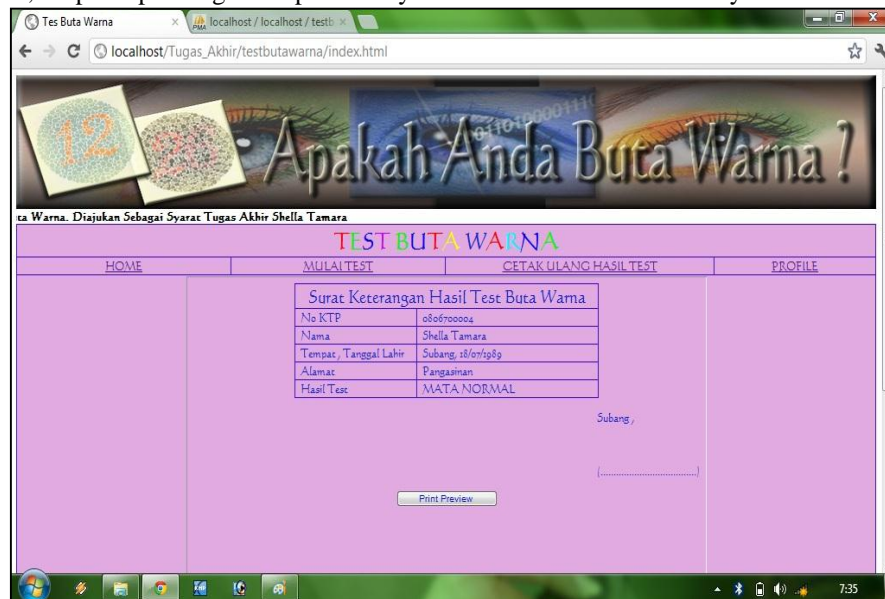 Tes Buta Warna
localhost / localhost / testb
localhost/Tugas_Akhir/testbutawarna/index.html
12
Apakah Anda Buta Warna ?
ta Warna. Diajukan Sebagai Syarat Tugas Akhir Shella Tamara
TEST BUTA WARNA
HOME MULAI TEST CETAK ULANG HASIL TEST PROFILE
Surat Keterangan Hasil Test Buta Warna
No KTP 0806700004
Nama Shella Tamara
Tempat , Tanggal Lahir Subang, 18/07/1989
Alamat Pangasinan
Hasil Test MATA NORMAL
Subang ,
(................................)
Print Preview
7:35